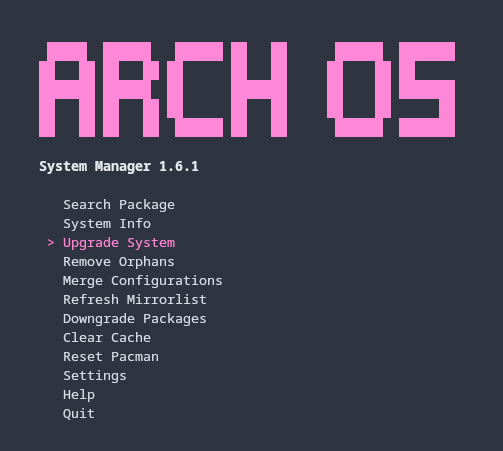 ARCH OS
System Manager 1.6.1
Search Package
System Info
> Upgrade System
Remove Orphans
Merge Configurations
Refresh Mirrorlist
Downgrade Packages
Clear Cache
Reset Pacman
Settings
Help
Quit